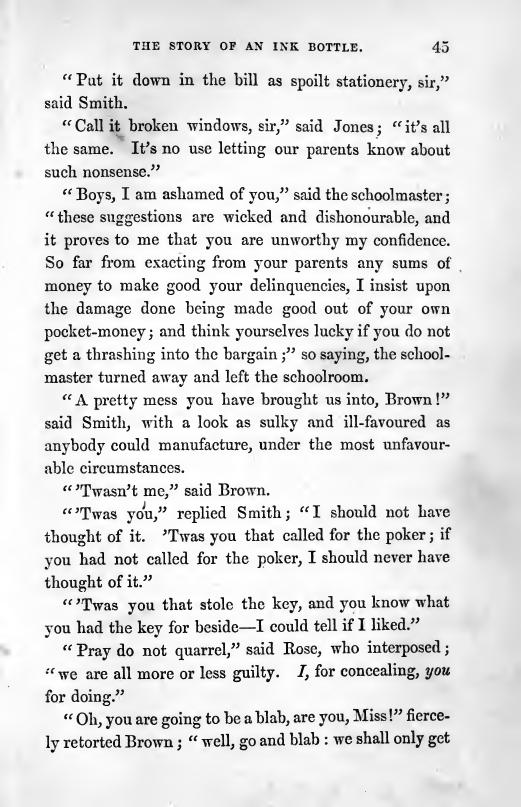 THE STORY OF AN INK BOTTLE. 45
“Put it down in the bill as spoilt stationery, sir,”
said Smith.
“Call it broken windows, sir,” said Jones; “it’s all
the same. It’s no use letting our parents know about
such nonsense.”
“Boys, I am ashamed of you,” said the schoolmaster;
“these suggestions are wicked and dishonourable, and
it proves to me that you are unworthy my confidence.
So far from exacting from your parents any sums of
money to make good your delinquencies, I insist upon
the damage done being made good out of your own
pocket-money; and think yourselves lucky if you do not
get a thrashing into the bargain;” so saying, the school-
master turned away and left the schoolroom.
“A pretty mess you have brought us into, Brown!”
said Smith, with a look as sulky and ill-favoured as
anybody could manufacture, under the most unfavour-
able circumstances.
“’Twasn’t me,” said Brown.
“’Twas you,” replied Smith; “I should not have
thought of it. ’Twas you that called for the poker; if
you had not called for the poker, I should never have
thought of it.”
“’Twas you that stole the key, and you know what
you had the key for beside—I could tell if I liked.”
“Pray do not quarrel,” said Rose, who interposed;
“we are all more or less guilty. I, for concealing, you
for doing.”
“Oh, you are going to be a blab, are you, Miss!” fierce-
ly retorted Brown; “well, go and blab: we shall only get